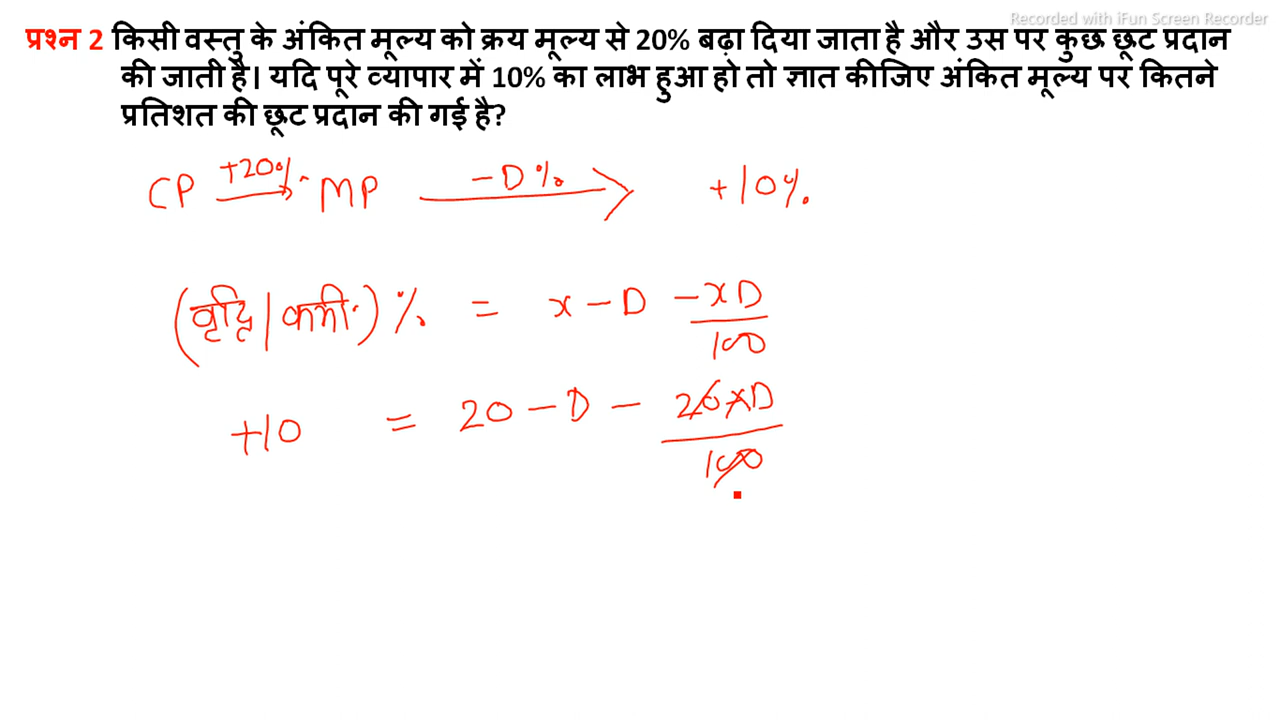 Recorded with iFun Screen Recorder
प्रश्न 2 किसी वस्तु के अंकित मूल्य को क्रय मूल्य से 20% बढ़ा दिया जाता है और उस पर कुछ छूट प्रदान
की जाती है। यदि पूरे व्यापार में 10% का लाभ हुआ हो तो ज्ञात कीजिए अंकित मूल्य पर कितने
प्रतिशत की छूट प्रदान की गई है?
+20% -D%
CP → MP → +10%
(वृद्धि/कमी)% = x - D - xD
100
+10 = 20 - D - 20xD
100